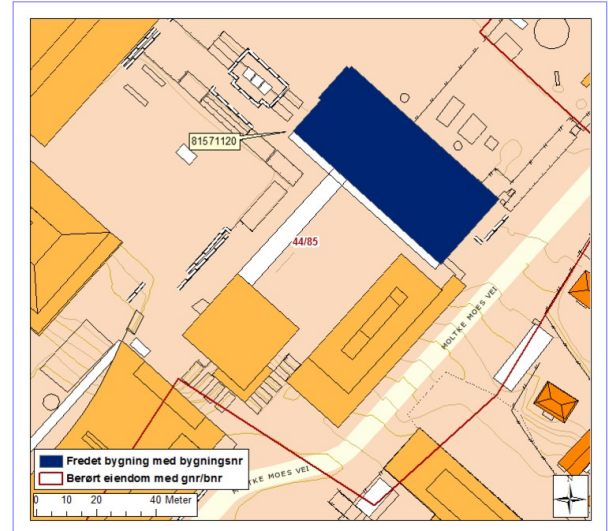 81571120
44/85
MOLTKE MOES VEI
MOLTKE MOES VEI
Fredet bygning med bygningsnr
Berørt eiendom med gnr/bnr
0 10 20 40 Meter